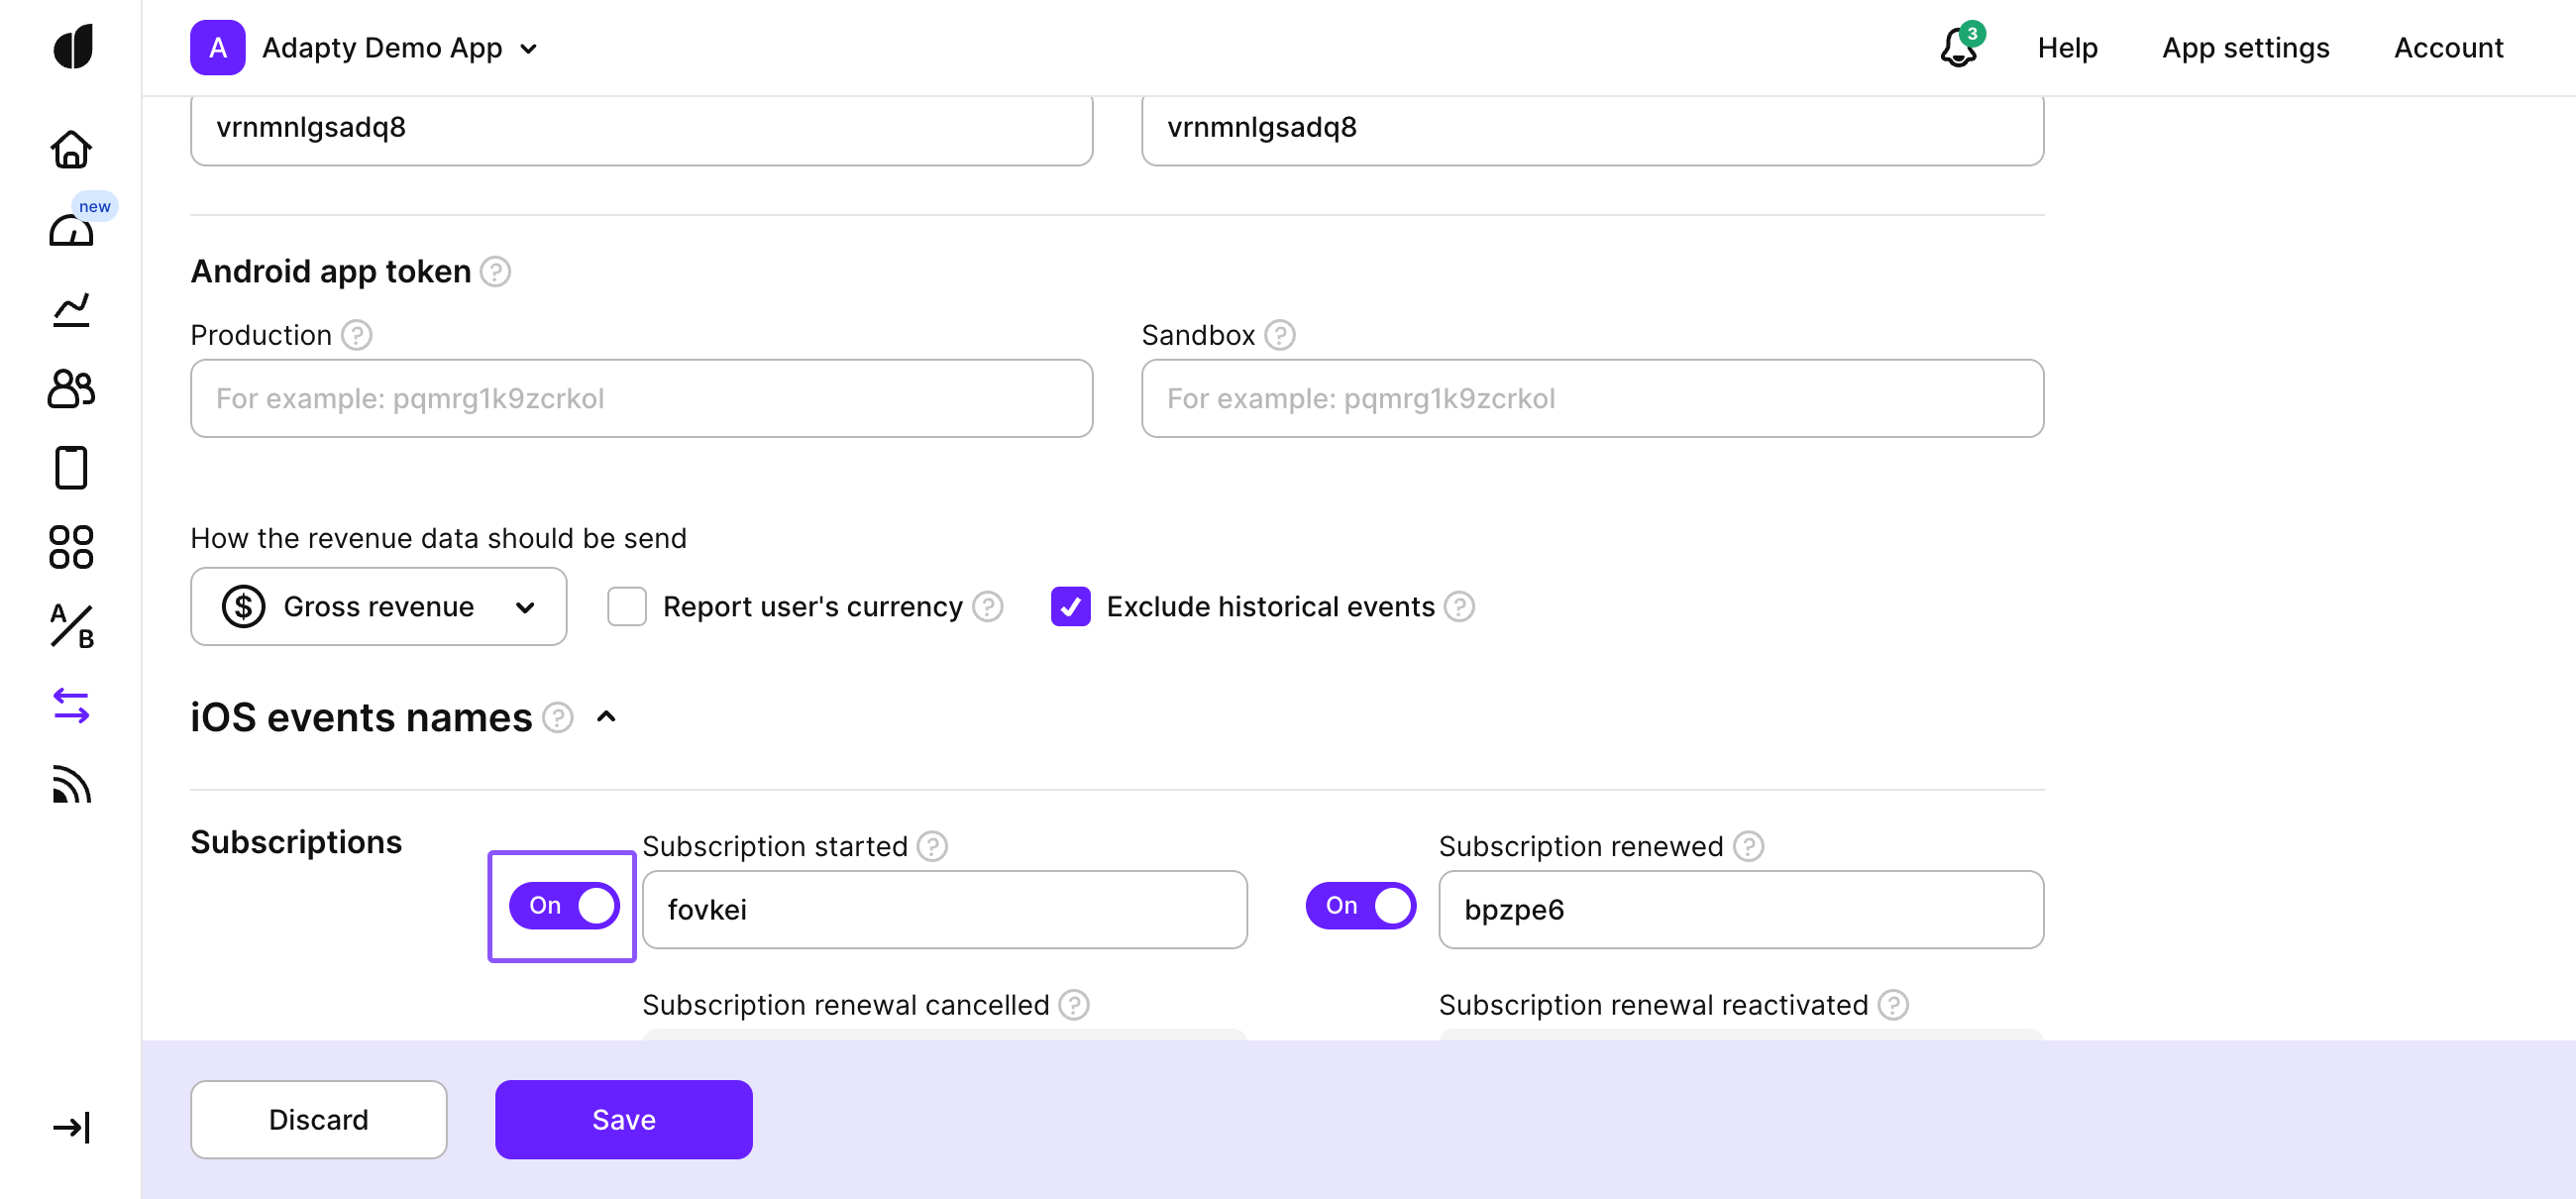 A Adapty Demo App
3
Help
App settings
Account
new
A
B
vrnmnlgsadq8
vrnmnlgsadq8
Android app token ?
Production ?
Sandbox ?
For example: pqmrg1k9zcrkol
For example: pqmrg1k9zcrkol
How the revenue data should be send
$ Gross revenue
Report user's currency ?
Exclude historical events ?
iOS events names ?
Subscriptions
Subscription started ?
Subscription renewed ?
On
fovkei
On
bpzpe6
Subscription renewal cancelled ?
Subscription renewal reactivated ?
Discard
Save